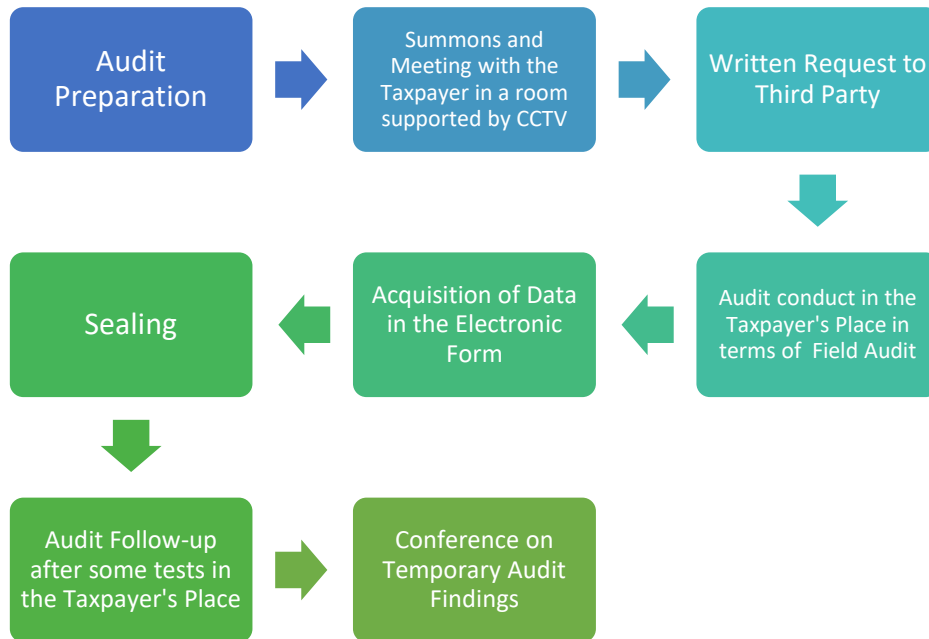 Audit
Preparation
Summons and
Meeting with the
Taxpayer in a room
supported by CCTV
Written Request to
Third Party
Audit conduct in the
Taxpayer's Place in
terms of  Field Audit
Acquisition of Data
in the Electronic
Form
Sealing
Audit Follow-up
after some tests in
the Taxpayer's Place
Conference on
Temporary Audit
Findings